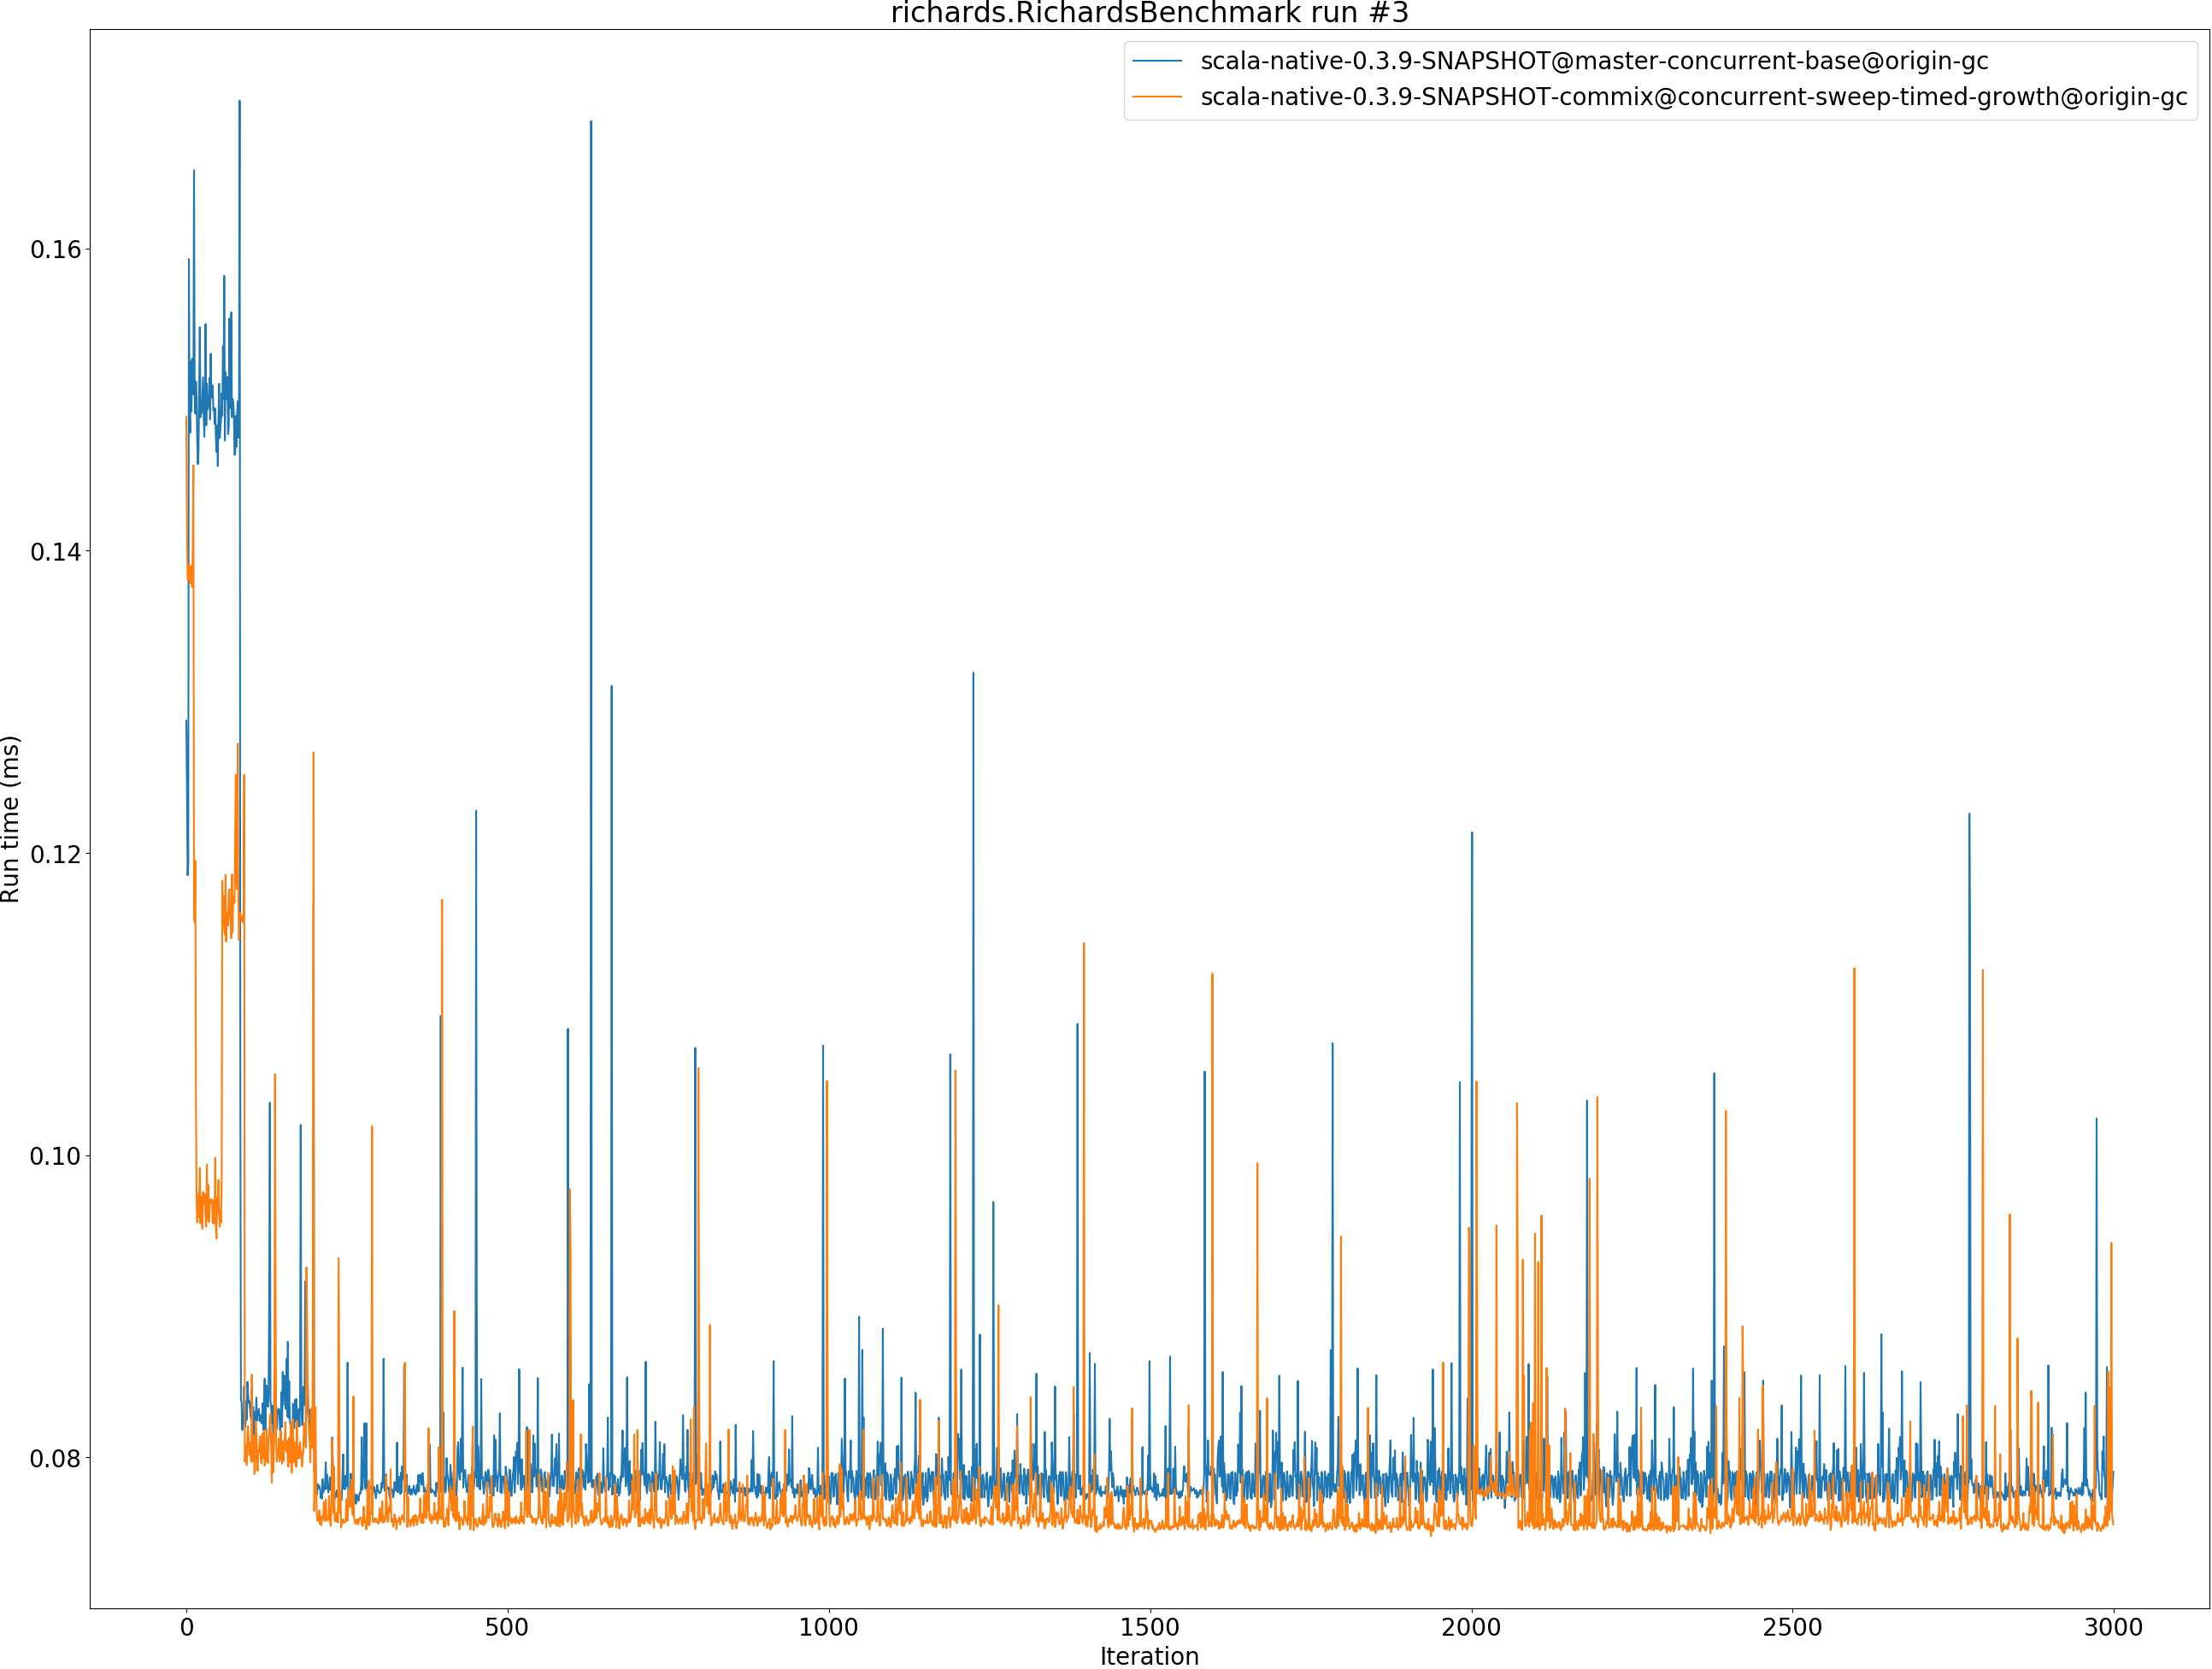 richards.RichardsBenchmark run #3
scala-native-0.3.9-SNAPSHOT@master-concurrent-base@origin-gc
scala-native-0.3.9-SNAPSHOT-commix@concurrent-sweep-timed-growth@origin-gc
Run time (ms)
0.16
0.14
0.12
0.10
0.08
0
500
1000
1500
2000
2500
3000
Iteration